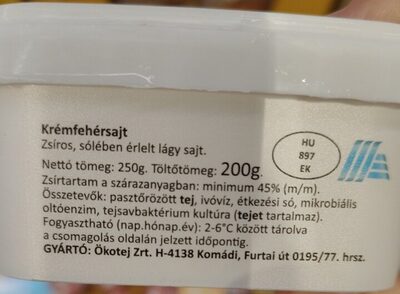 Krémfehérsajt
Zsíros, sólében érlelt lágy sajt.
HU
897
EK
Nettó tömeg: 250g. Töltőtömeg: 200g.
Zsírtartam a szárazanyagban: minimum 45% (m/m).
Összetevők: pasztőrözött tej, ivóvíz, étkezési só, mikrobiális
oltóenzim, tejsavbaktérium kultúra (tejet tartalmaz).
Fogyasztható (nap.hónap.év): 2-6°C között tárolva
a csomagolás oldalán jelzett időpontig.
GYÁRTÓ: Ökotej Zrt. H-4138 Komádi, Furtai út 0195/77. hrsz.